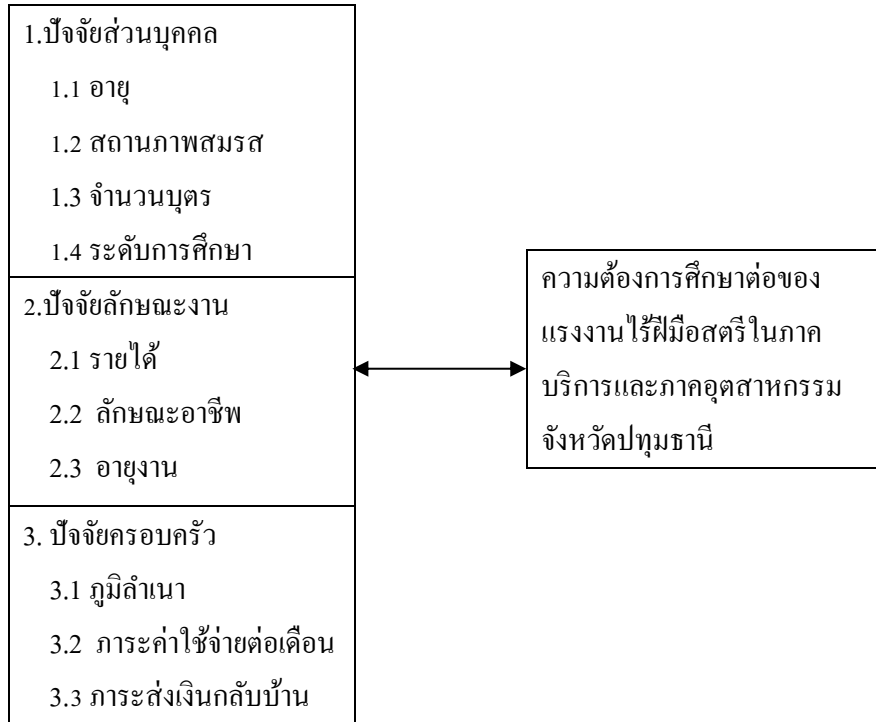 1.ปัจจัยส่วนบุคคล
1.1 อายุ
1.2 สถานภาพสมรส
1.3 จำนวนบุตร
1.4 ระดับการศึกษา
2.ปัจจัยลักษณะงาน
2.1 รายได้
2.2 ลักษณะอาชีพ
2.3 อายุงาน
3. ปัจจัยครอบครัว
3.1 ภูมิลำเนา
3.2 ภาระค่าใช้จ่ายต่อเดือน
3.3 ภาระส่งเงินกลับบ้าน
ความต้องการศึกษาต่อของ
แรงงานไร้ฝีมือสตรีในภาค
บริการและภาคอุตสาหกรรม
จังหวัดปทุมธานี